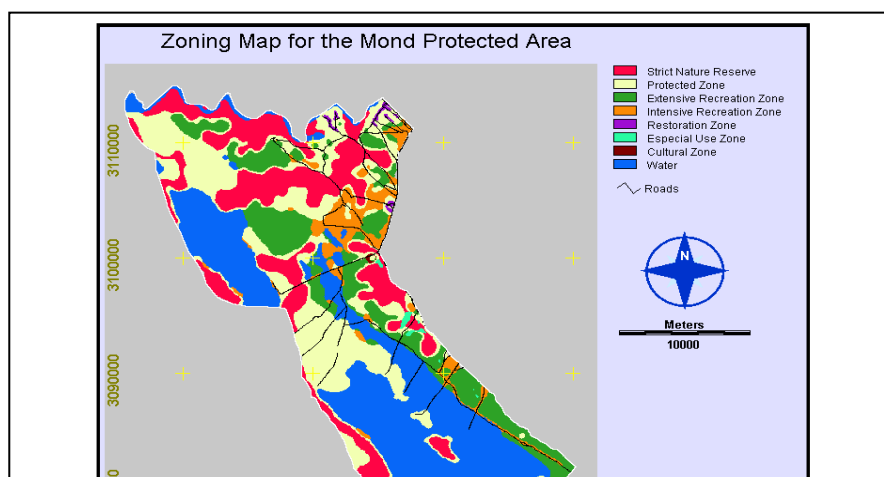 Zoning Map for the Mond Protected Area
Strict Nature Reserve
Protected Zone
Extensive Recreation Zone
Intensive Recreation Zone
Restoration Zone
Especial Use Zone
Cultural Zone
Water
Roads
3110000
3100000
3090000
0
N
Meters
10000